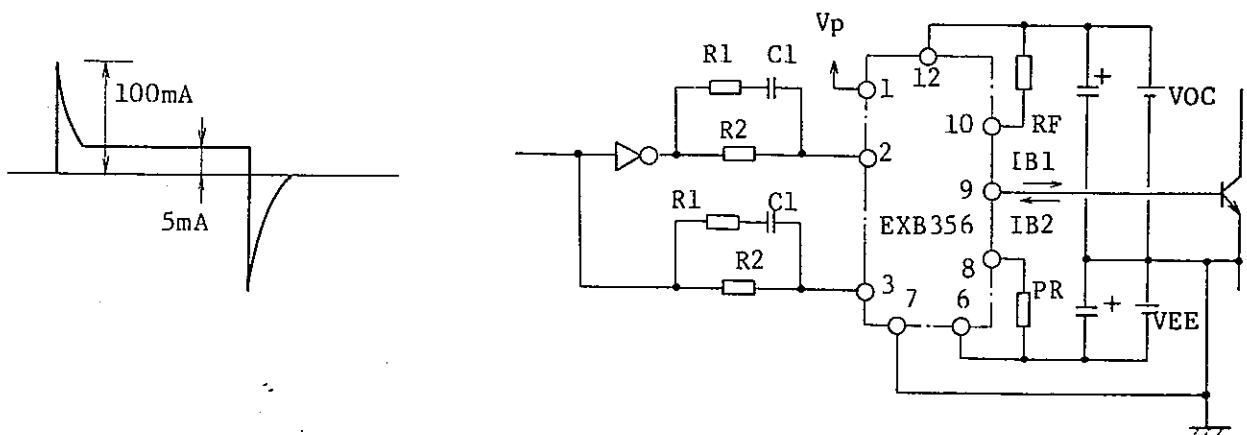 100mA
5mA
Vp
R1
C1
R2
R1
C1
R2
1
2
3
12
10
9
8
7
6
EXB356
RF
IB1
IB2
PR
+
+
VOC
VEE